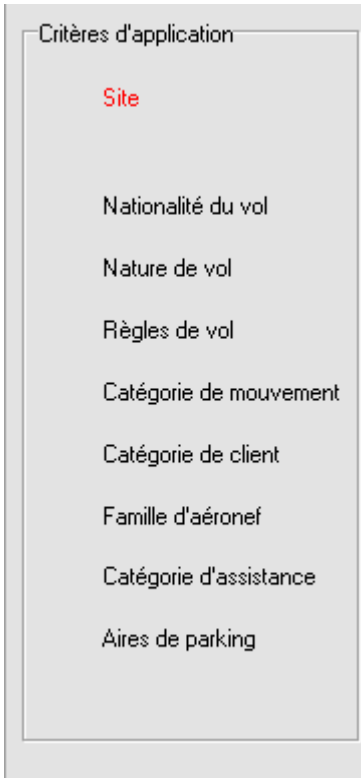 Critères d'application
Site
Nationalité du vol
Nature de vol
Règles de vol
Catégorie de mouvement
Catégorie de client
Famille d'aéronef
Catégorie d'assistance
Aires de parking